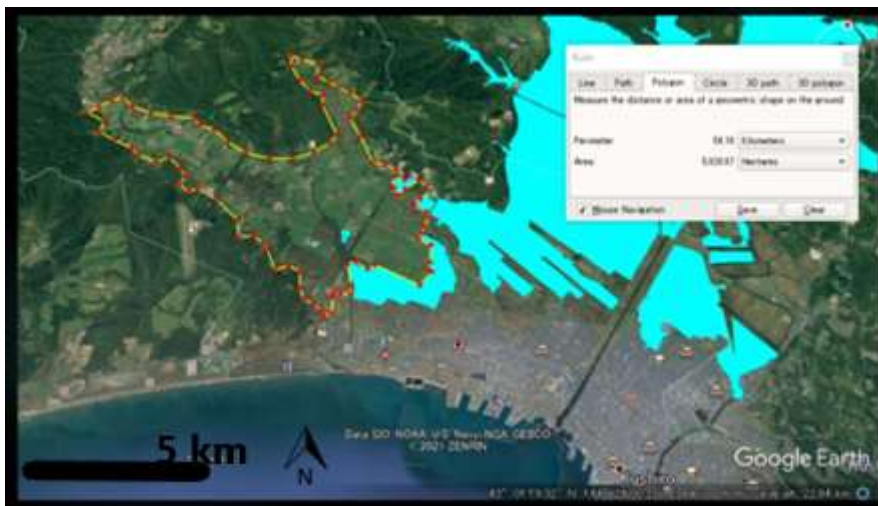 Line Path Polygon Circle 3D path 3D polygon
Measure the distance or area of a geometric shape on the ground
Perimeter Kilometers
Area Hectares
Mouse Navigation Save Clear
5 km
N
Data SIO, NOAA, U.S. Navy, NGA, GEBCO
© 2021 ZENRIN
Google Earth